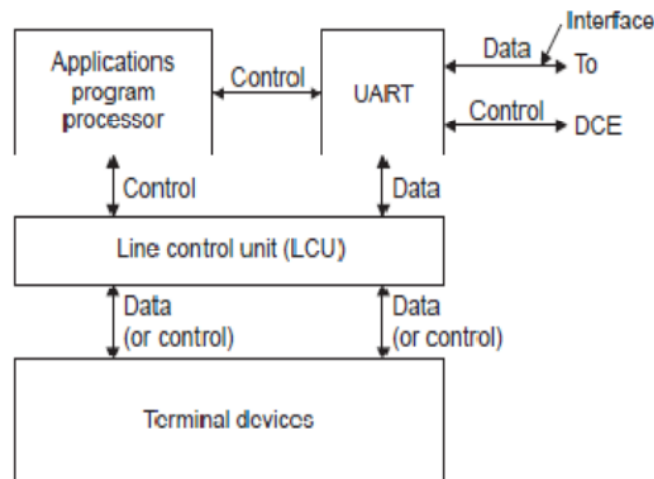 Interface
Applications
program
processor
Control
UART
Data
To
Control
DCE
Control
Data
Line control unit (LCU)
Data
(or control)
Data
(or control)
Terminal devices